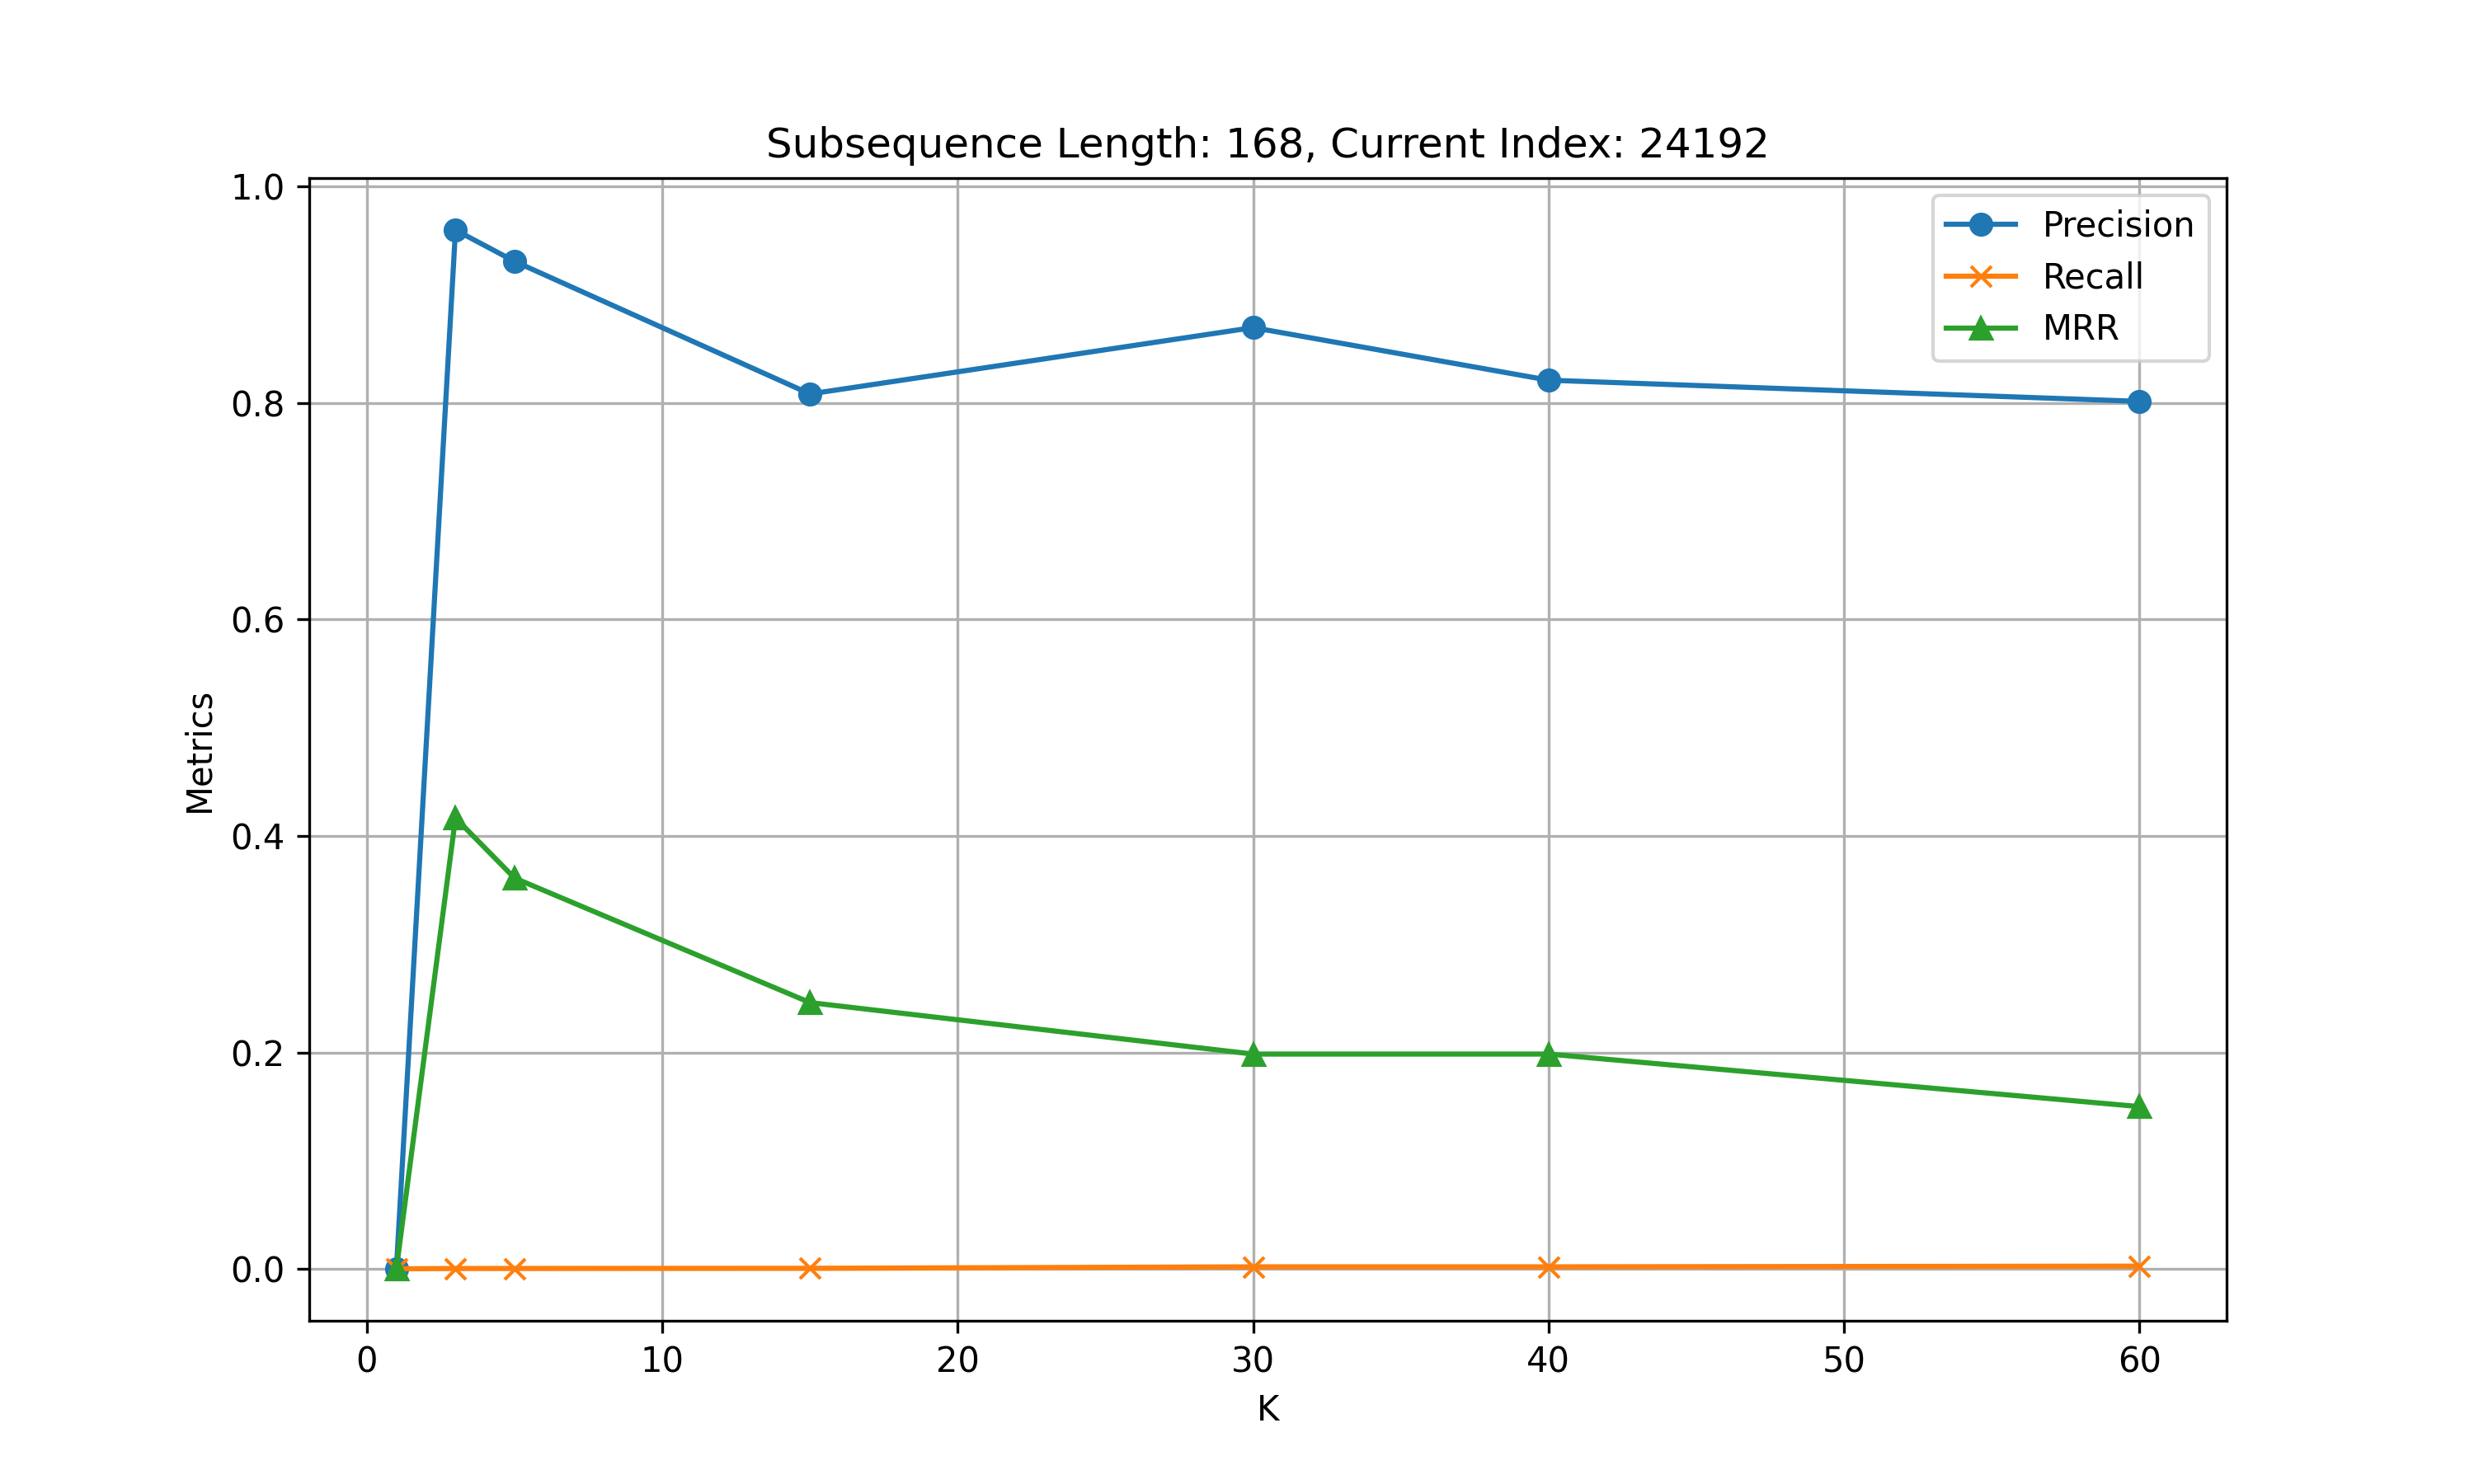 Subsequence Length: 168, Current Index: 24192
1.0
0.8
0.6
0.4
0.2
0.0
Metrics
Precision
Recall
MRR
0 10 20 30 40 50 60
K